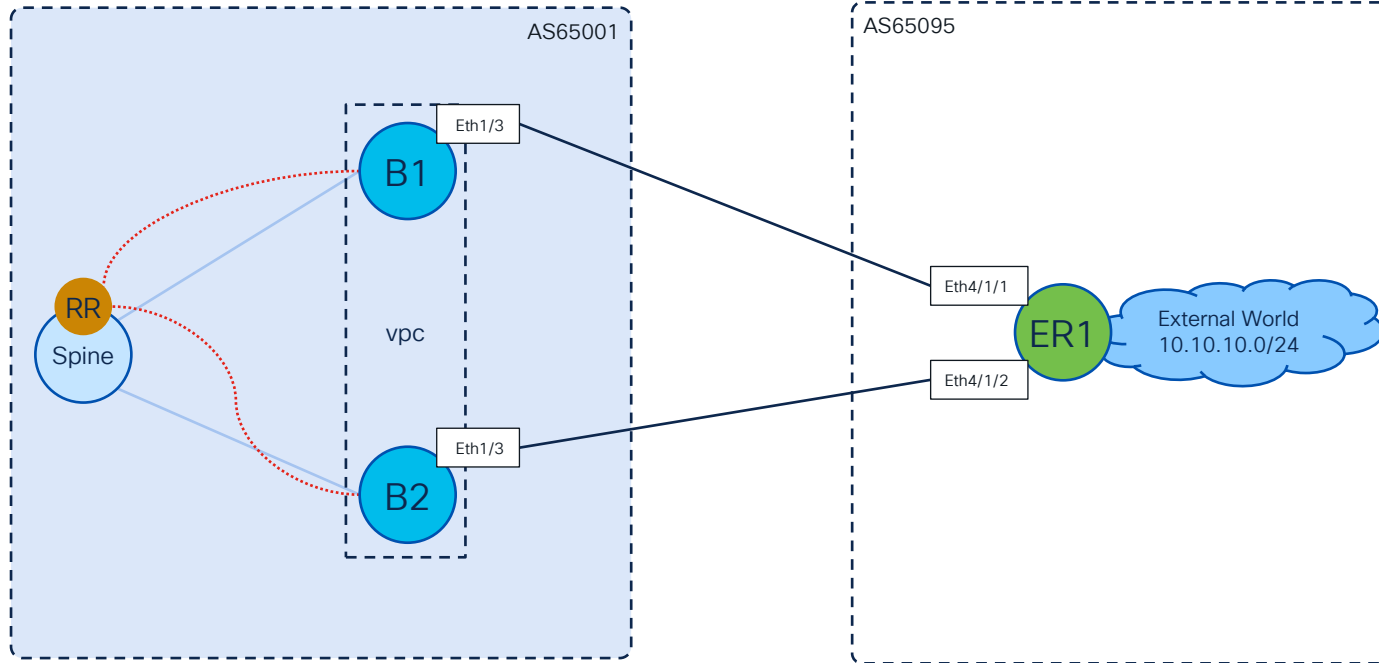 AS65001
AS65095
Eth1/3
B1
Eth4/1/1
RR
Spine
vpc
ER1
External World
10.10.10.0/24
Eth4/1/2
Eth1/3
B2